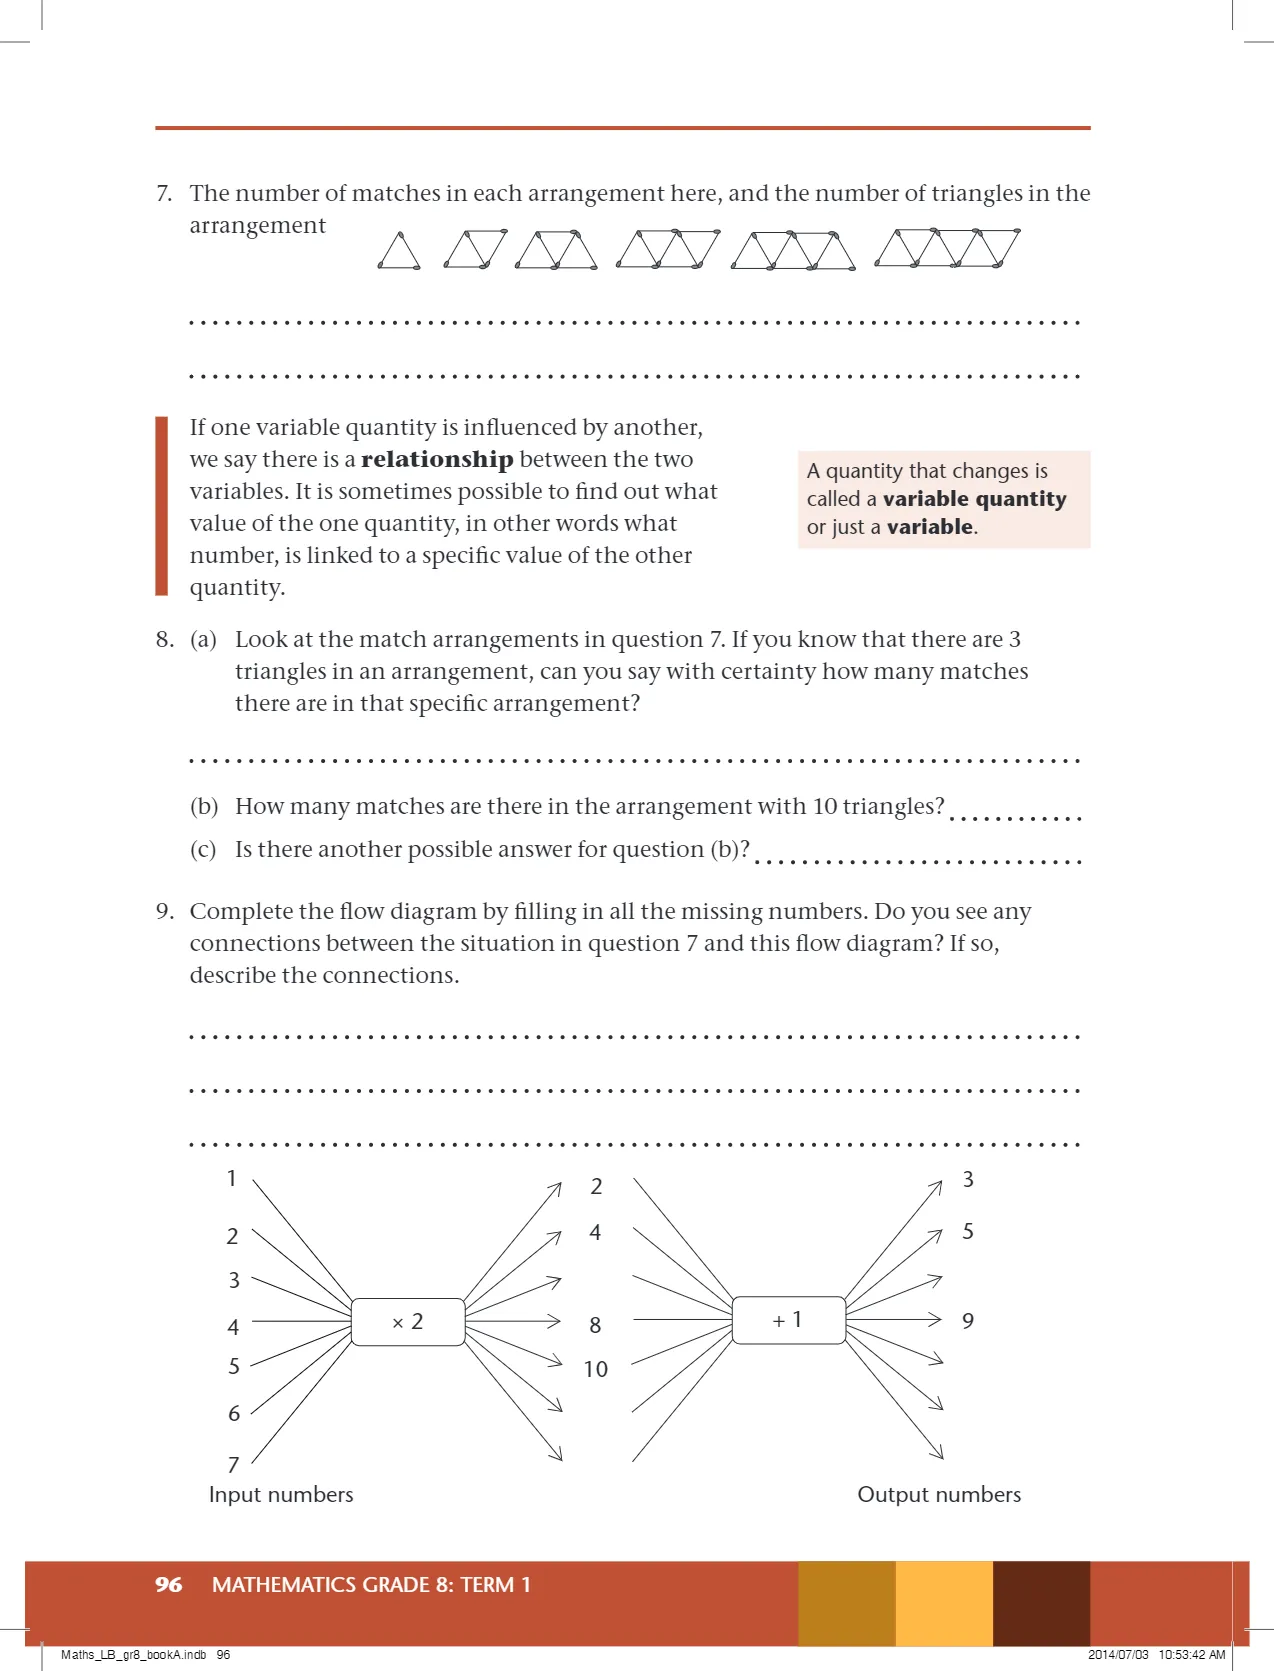 7. The number of matches in each arrangement here, and the number of triangles in the
arrangement
If one variable quantity is influenced by another,
we say there is a relationship between the two
variables. It is sometimes possible to find out what
value of the one quantity, in other words what
number, is linked to a specific value of the other
quantity.
A quantity that changes is
called a variable quantity
or just a variable.
8. (a) Look at the match arrangements in question 7. If you know that there are 3
triangles in an arrangement, can you say with certainty how many matches
there are in that specific arrangement?
(b) How many matches are there in the arrangement with 10 triangles?
(c) Is there another possible answer for question (b)?
9. Complete the flow diagram by filling in all the missing numbers. Do you see any
connections between the situation in question 7 and this flow diagram? If so,
describe the connections.
1 2 3
2 4 5
3
4 × 2 8 + 1 9
5 10
6
7
Input numbers Output numbers
96 MATHEMATICS GRADE 8: TERM 1
Maths_LB_gr8_bookA.indb 96 2014/07/03 10:53:42 AM